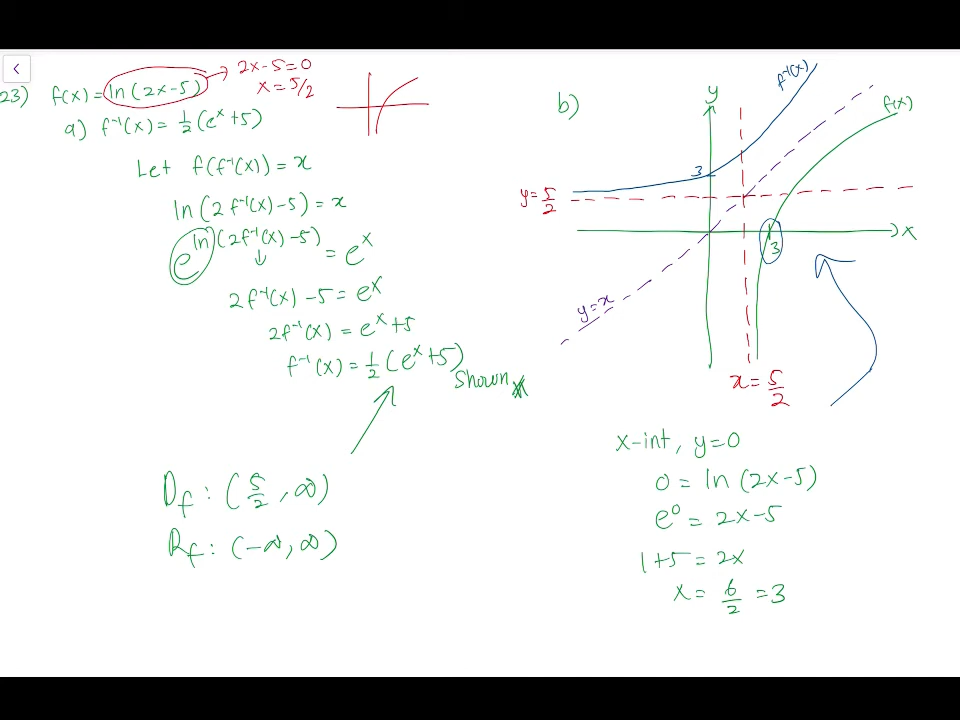 23) f(x) = ln(2x-5) → 2x-5=0
x = 5/2
a) f⁻¹(x) = 1/2 (eˣ+5)
Let f(f⁻¹(x)) = x
ln(2f⁻¹(x)-5) = x
e^ln(2f⁻¹(x)-5) = eˣ
2f⁻¹(x)-5 = eˣ
2f⁻¹(x) = eˣ+5
f⁻¹(x) = 1/2 (eˣ+5)
Shown
D_f : (5/2, ∞)
R_f : (-∞, ∞)
b)
y
f⁻¹(x)
f(x)
3
y = 5/2
x
3
y=x
x = 5/2
x-int, y=0
0 = ln(2x-5)
e⁰ = 2x-5
1+5 = 2x
x = 6/2 = 3